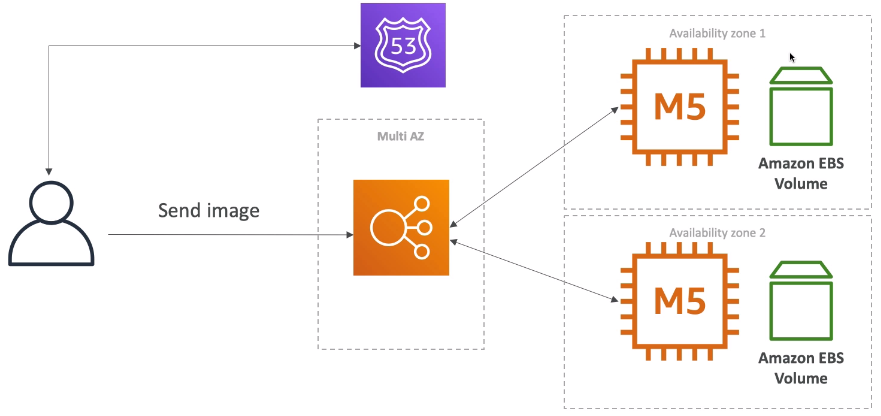 53
Availability zone 1
M5
Amazon EBS
Volume
Multi AZ
Send image
Availability zone 2
M5
Amazon EBS
Volume